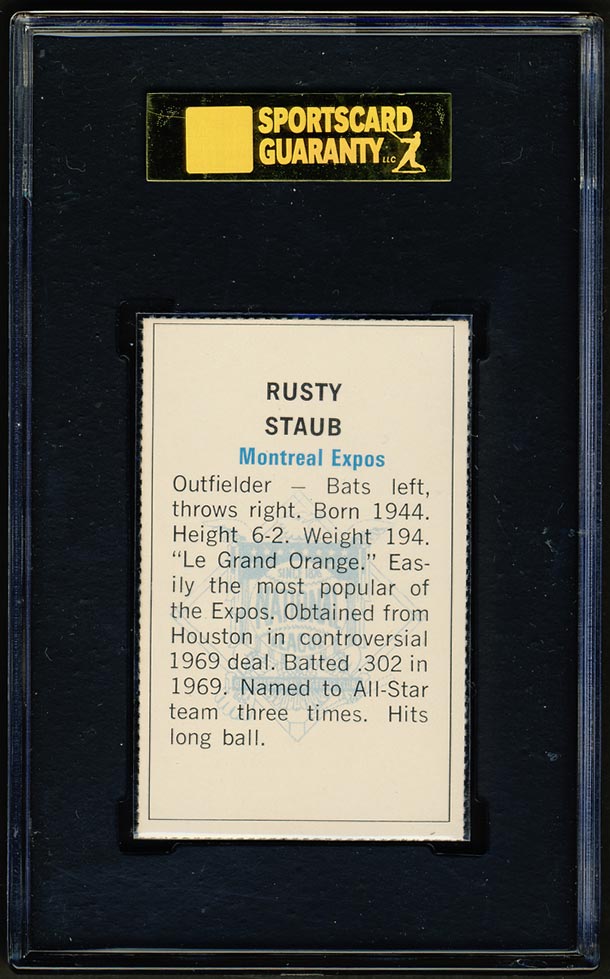 SPORTSCARD
GUARANTY LLC
RUSTY
STAUB
Montreal Expos
Outfielder — Bats left,
throws right. Born 1944.
Height 6-2. Weight 194.
“Le Grand Orange.” Eas-
ily the most popular of
the Expos. Obtained from
Houston in controversial
1969 deal. Batted .302 in
1969. Named to All-Star
team three times. Hits
long ball.
NATIONAL
LEAGUE